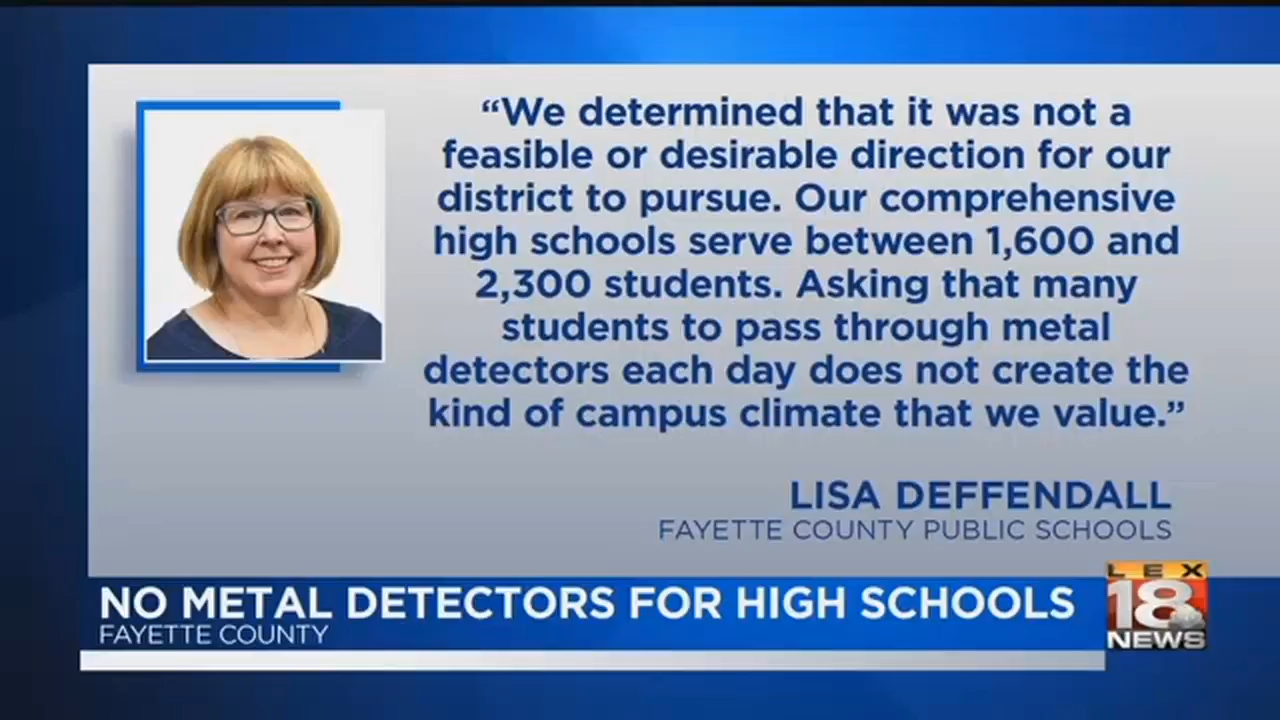 “We determined that it was not a
feasible or desirable direction for our
district to pursue. Our comprehensive
high schools serve between 1,600 and
2,300 students. Asking that many
students to pass through metal
detectors each day does not create the
kind of campus climate that we value.”
LISA DEFFENDALL
FAYETTE COUNTY PUBLIC SCHOOLS
NO METAL DETECTORS FOR HIGH SCHOOLS
FAYETTE COUNTY
LEX
18
NEWS